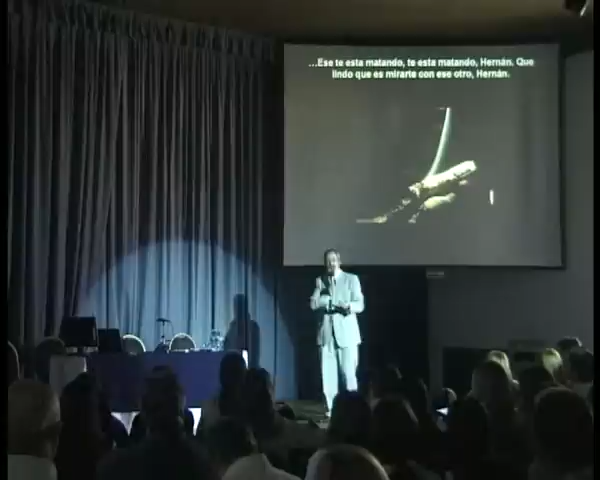 ...Ese te esta matando, te esta matando, Hernán. Que
lindo que es mirarte con ese otro, Hernán.